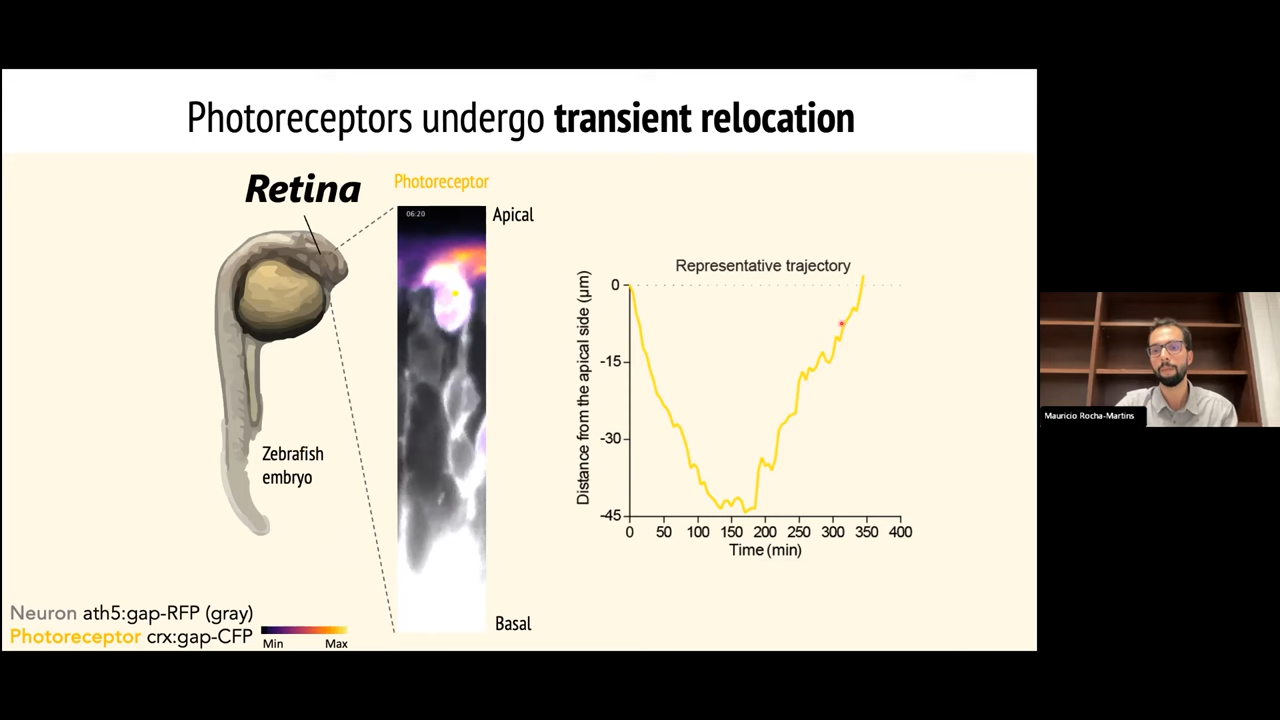 Photoreceptors undergo transient relocation
Retina
Photoreceptor
06:20
Apical
Zebrafish
embryo
Basal
Representative trajectory
Distance from the apical side (μm)
0
-15
-30
-45
0 50 100 150 200 250 300 350 400
Time (min)
Neuron ath5:gap-RFP (gray)
Photoreceptor crx:gap-CFP
Min Max
Mauricio Rocha-Martins